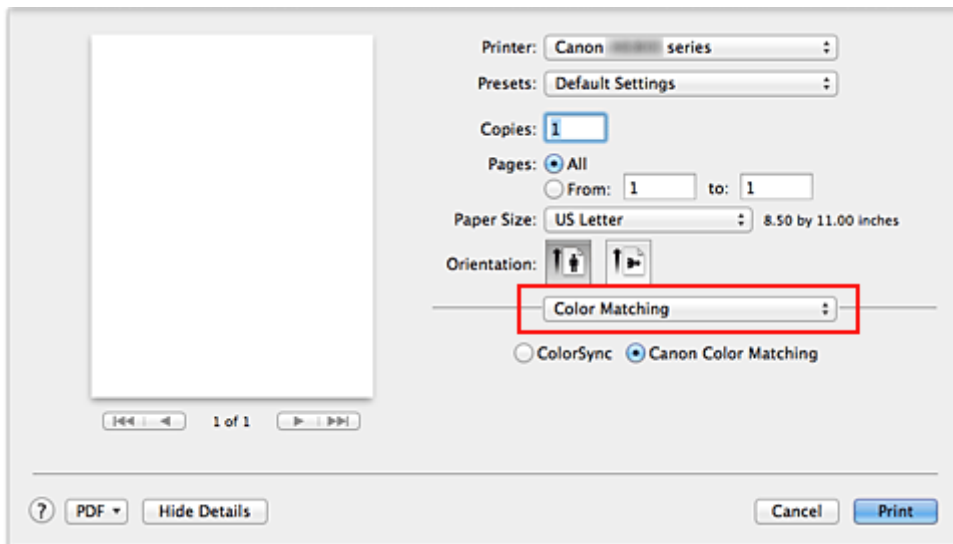 Printer: Canon series
Presets: Default Settings
Copies: 1
Pages: All
From: 1 to: 1
Paper Size: US Letter 8.50 by 11.00 inches
Orientation:
Color Matching
ColorSync Canon Color Matching
1 of 1
? PDF Hide Details Cancel Print